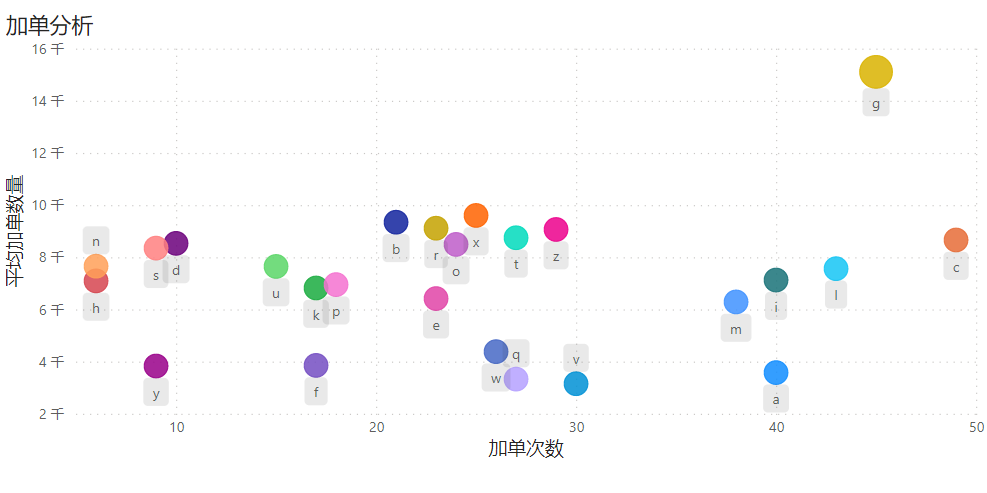 加单分析
平均加单数量
16 千
14 千
12 千
10 千
8 千
6 千
4 千
2 千
g
n
b
r
x
o
t
z
c
s
d
h
u
k
p
e
l
i
m
q
v
w
y
f
a
10
20
30
40
50
加单次数